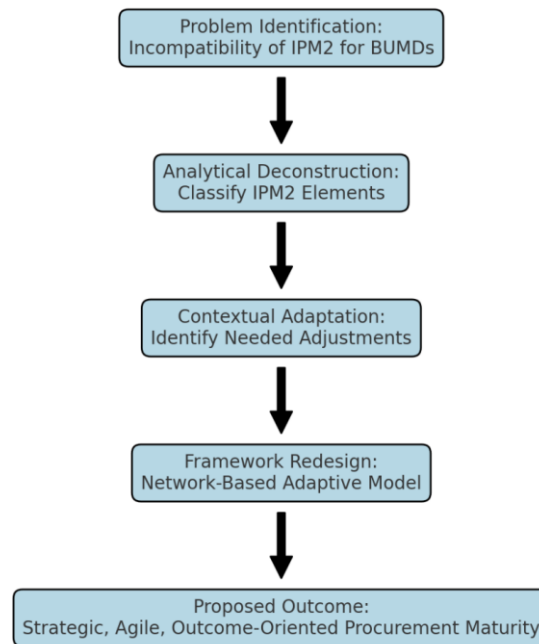 Problem Identification:
Incompatibility of IPM2 for BUMDs
Analytical Deconstruction:
Classify IPM2 Elements
Contextual Adaptation:
Identify Needed Adjustments
Framework Redesign:
Network-Based Adaptive Model
Proposed Outcome:
Strategic, Agile, Outcome-Oriented Procurement Maturity